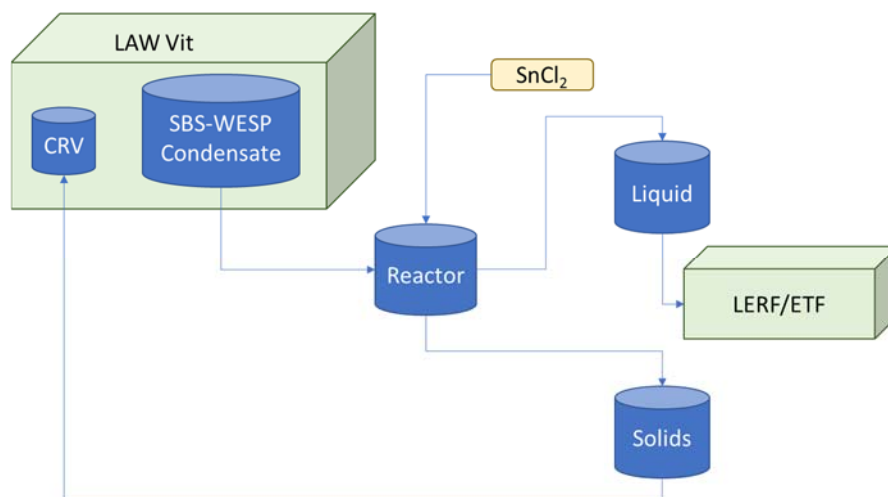 LAW Vit
SnCl₂
CRV
SBS-WESP
Condensate
Liquid
Reactor
LERF/ETF
Solids